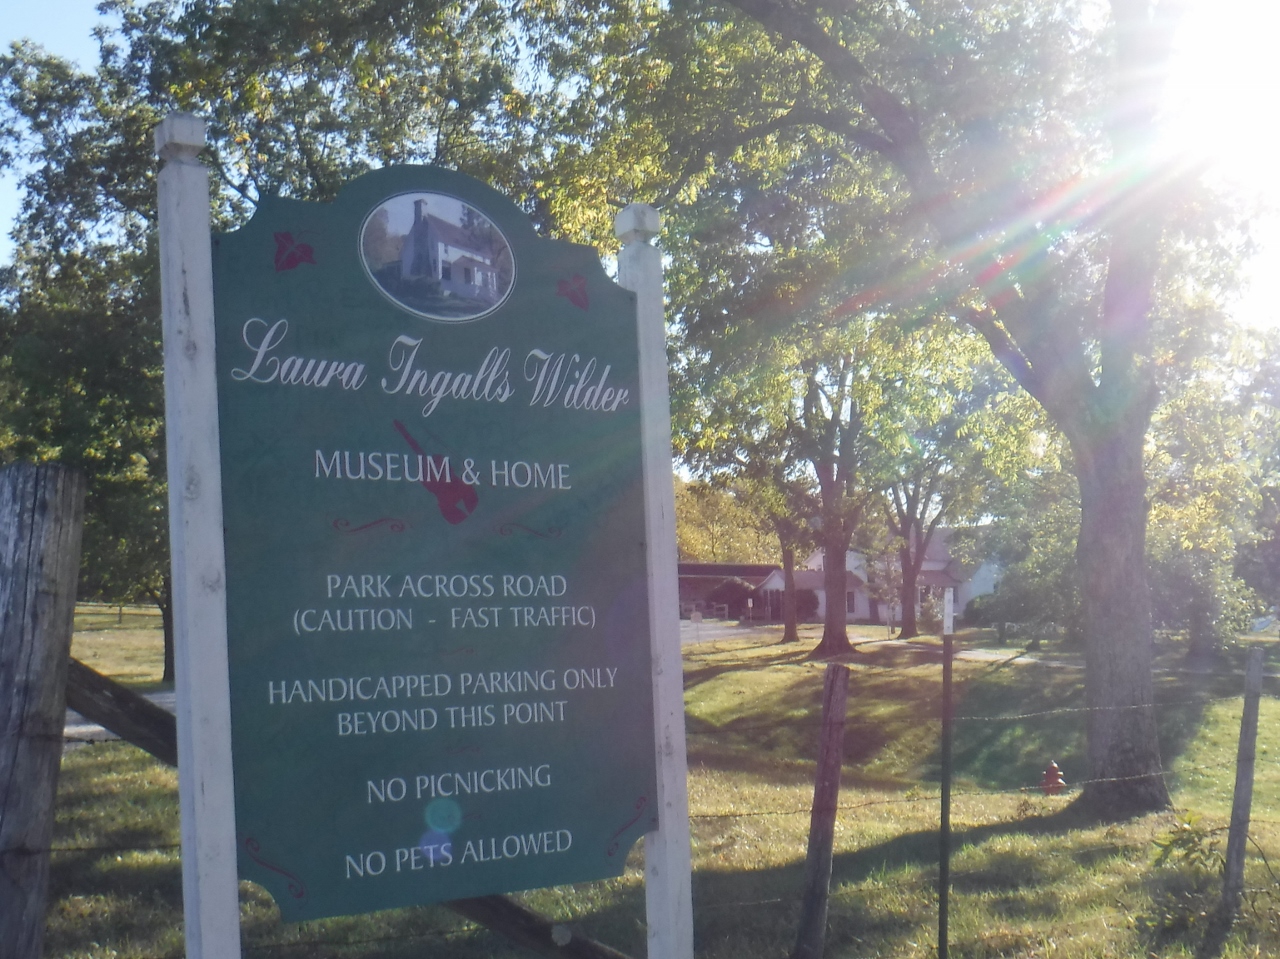 Laura Ingalls Wilder
MUSEUM & HOME
PARK ACROSS ROAD
(CAUTION - FAST TRAFFIC)
HANDICAPPED PARKING ONLY
BEYOND THIS POINT
NO PICNICKING
NO PETS ALLOWED